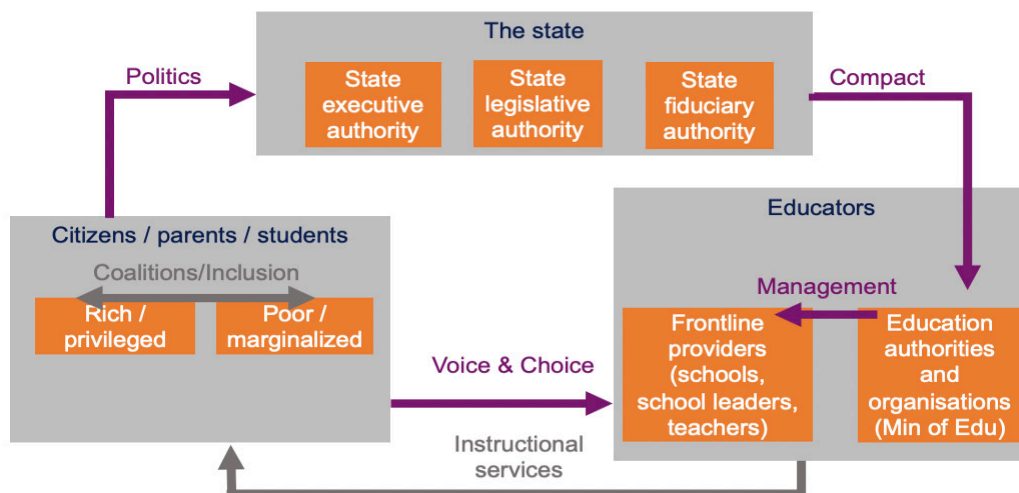 The state
State
executive
authority
State
legislative
authority
State
fiduciary
authority
Politics
Compact
Citizens / parents / students
Coalitions/Inclusion
Rich /
privileged
Poor /
marginalized
Educators
Management
Frontline
providers
(schools,
school leaders,
teachers)
Education
authorities
and
organisations
(Min of Edu)
Voice & Choice
Instructional
services